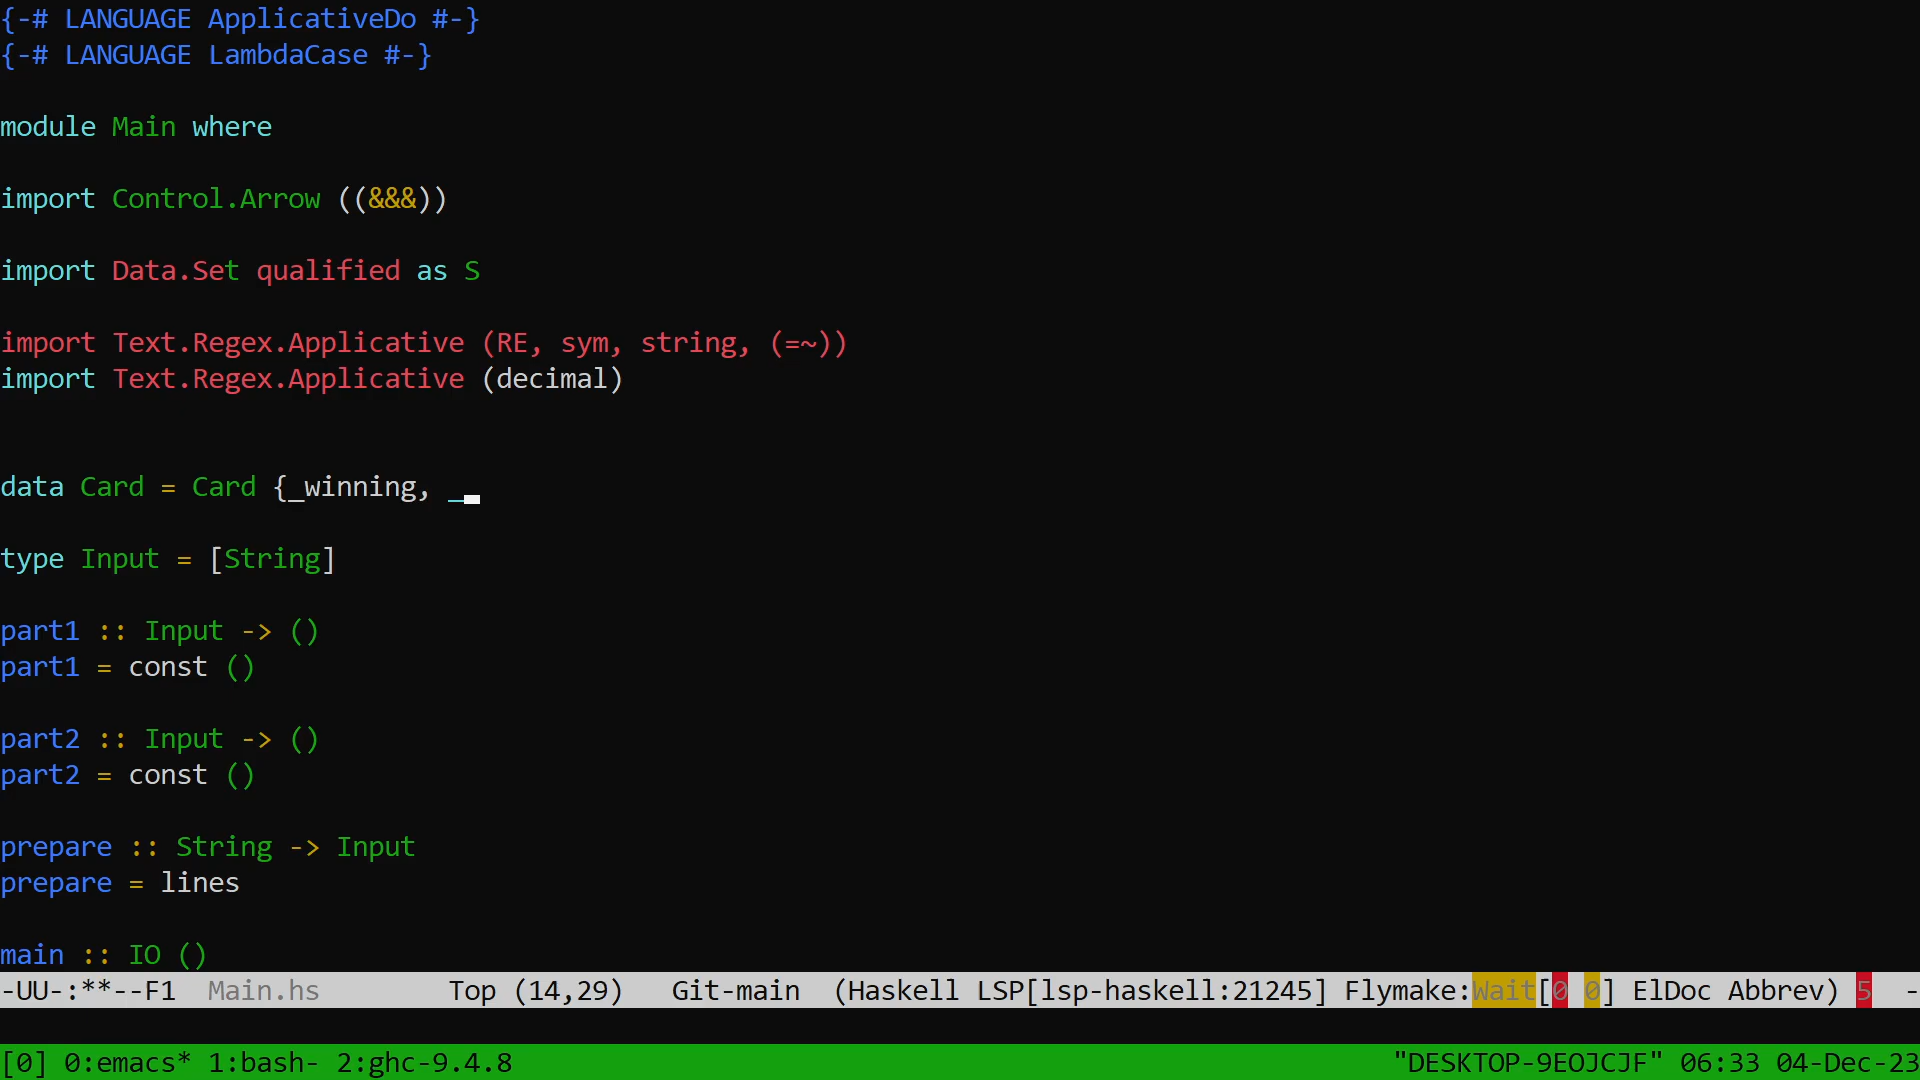 {-# LANGUAGE ApplicativeDo #-}
{-# LANGUAGE LambdaCase #-}
module Main where
import Control.Arrow ((&&&))
import Data.Set qualified as S
import Text.Regex.Applicative (RE, sym, string, (=~))
import Text.Regex.Applicative (decimal)
data Card = Card {_winning, _
type Input = [String]
part1 :: Input -> ()
part1 = const ()
part2 :: Input -> ()
part2 = const ()
prepare :: String -> Input
prepare = lines
main :: IO ()
-UU-:**--F1  Main.hs        Top (14,29)   Git-main  (Haskell LSP[lsp-haskell:21245] Flymake:Wait[0 0] ElDoc Abbrev) 5  -
[0] 0:emacs* 1:bash- 2:ghc-9.4.8 "DESKTOP-9EOJCJF" 06:33 04-Dec-23